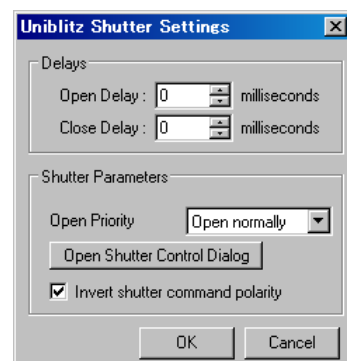 Uniblitz Shutter Settings
Delays
Open Delay : 0 milliseconds
Close Delay : 0 milliseconds
Shutter Parameters
Open Priority Open normally
Open Shutter Control Dialog
Invert shutter command polarity
OK Cancel